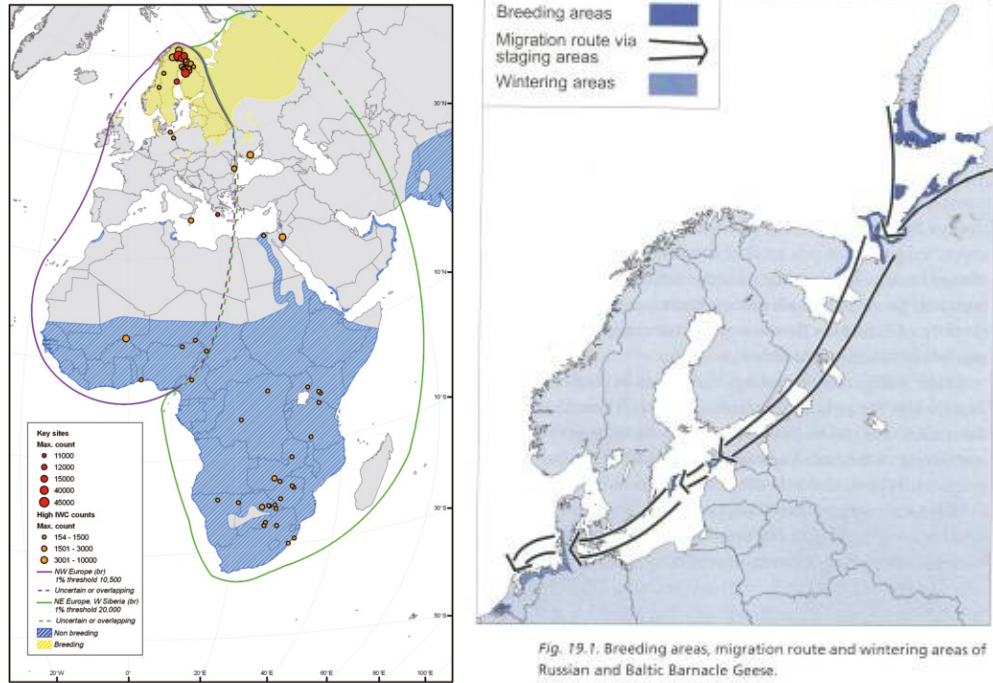 30°N
10°N
10°S
30°S
50°S
20°W
0°
20°E
40°E
60°E
80°E
100°E
Key sites
Max. count
11000
12000
15000
40000
45000
High IWC counts
Max. count
154 - 1500
1501 - 3000
3001 - 10000
NW Europe (br)
1% threshold 10,500
Uncertain or overlapping
NE Europe, W Siberia (br)
1% threshold 20,000
Uncertain or overlapping
Non breeding
Breeding
Breeding areas
Migration route via
staging areas
Wintering areas
Fig. 19.1. Breeding areas, migration route and wintering areas of
Russian and Baltic Barnacle Geese.